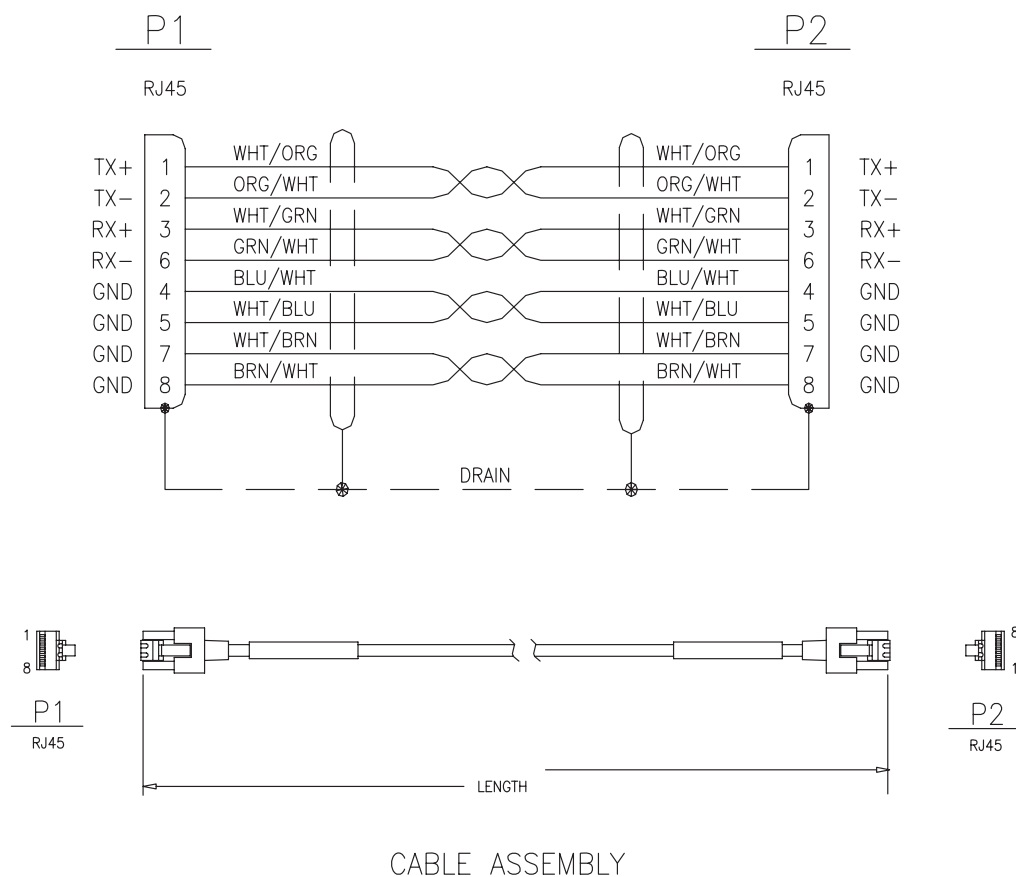 P1
P2
RJ45
RJ45
TX+ 1 WHT/ORG WHT/ORG 1 TX+
TX- 2 ORG/WHT ORG/WHT 2 TX-
RX+ 3 WHT/GRN WHT/GRN 3 RX+
RX- 6 GRN/WHT GRN/WHT 6 RX-
GND 4 BLU/WHT BLU/WHT 4 GND
GND 5 WHT/BLU WHT/BLU 5 GND
GND 7 WHT/BRN WHT/BRN 7 GND
GND 8 BRN/WHT BRN/WHT 8 GND
DRAIN
1
8
8
1
P1
P2
RJ45
RJ45
LENGTH
CABLE ASSEMBLY